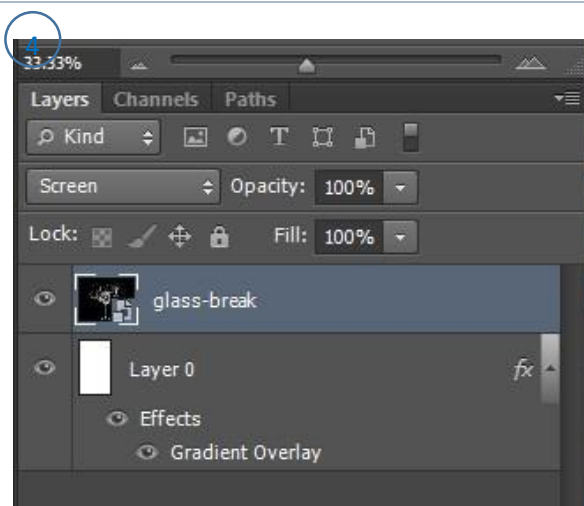 4
33.33%
Layers Channels Paths
Kind T
Screen Opacity: 100%
Lock: Fill: 100%
glass-break
Layer 0 fx
Effects
Gradient Overlay